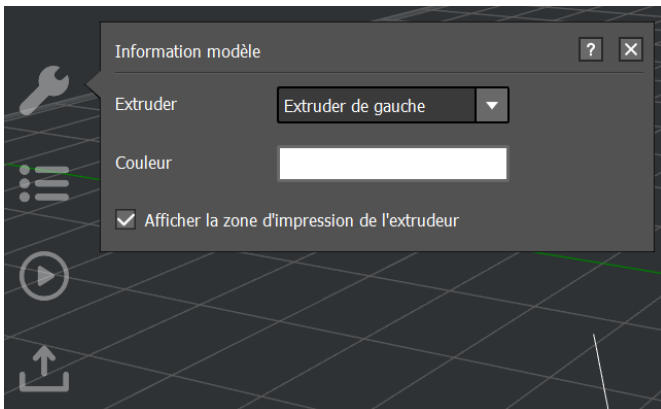 Information modèle
?
Extruder
Extruder de gauche
Couleur
Afficher la zone d'impression de l'extrudeur